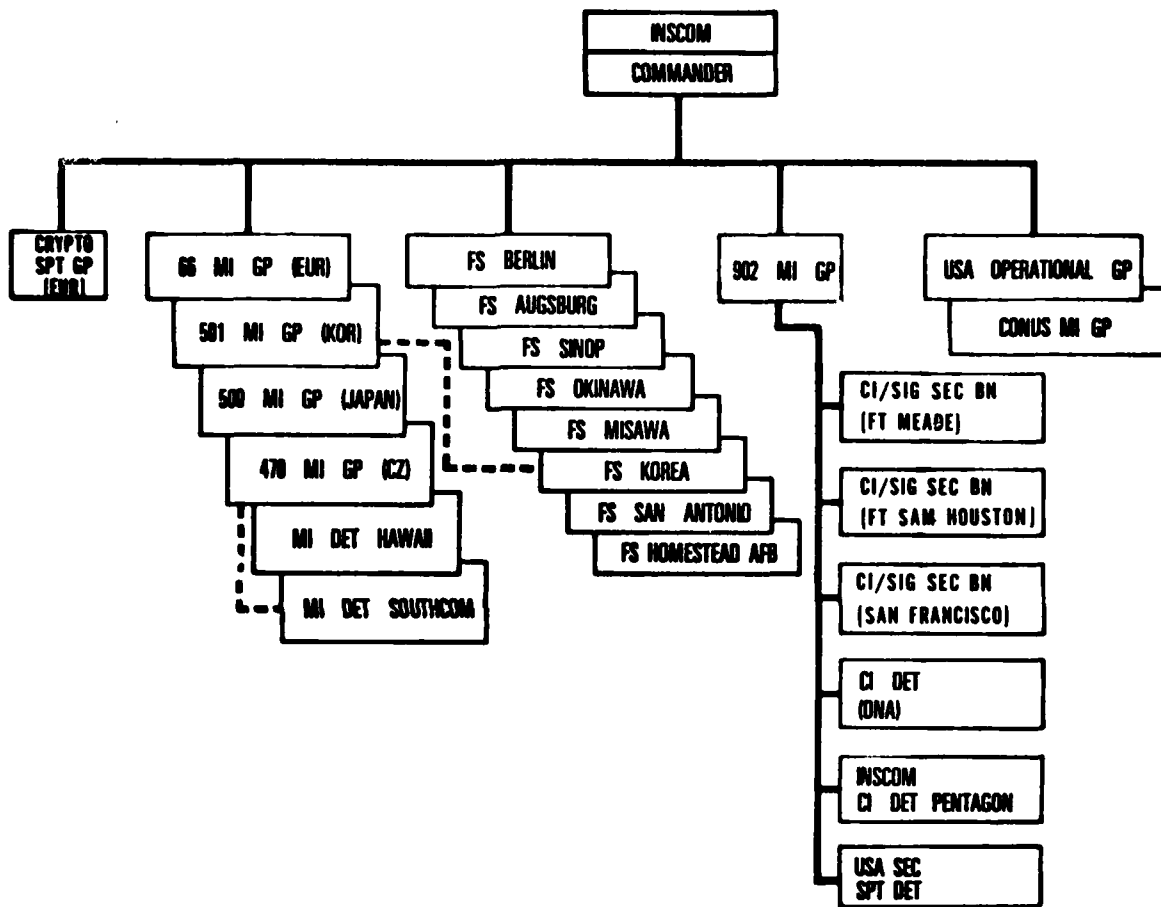 INSCOM
COMMANDER
CRYPTO
SPT GP
(EUR)
66 MI GP (EUR)
501 MI GP (KOR)
500 MI GP (JAPAN)
470 MI GP (CZ)
MI DET HAWAII
MI DET SOUTHCOM
FS BERLIN
FS AUGSBURG
FS SINOP
FS OKINAWA
FS MISAWA
FS KOREA
FS SAN ANTONIO
FS HOMESTEAD AFB
902 MI GP
CI/SIG SEC BN
(FT MEADE)
CI/SIG SEC BN
(FT SAM HOUSTON)
CI/SIG SEC BN
(SAN FRANCISCO)
CI DET
(DNA)
INSCOM
CI DET PENTAGON
USA SEC
SPT DET
USA OPERATIONAL GP
CONUS MI GP